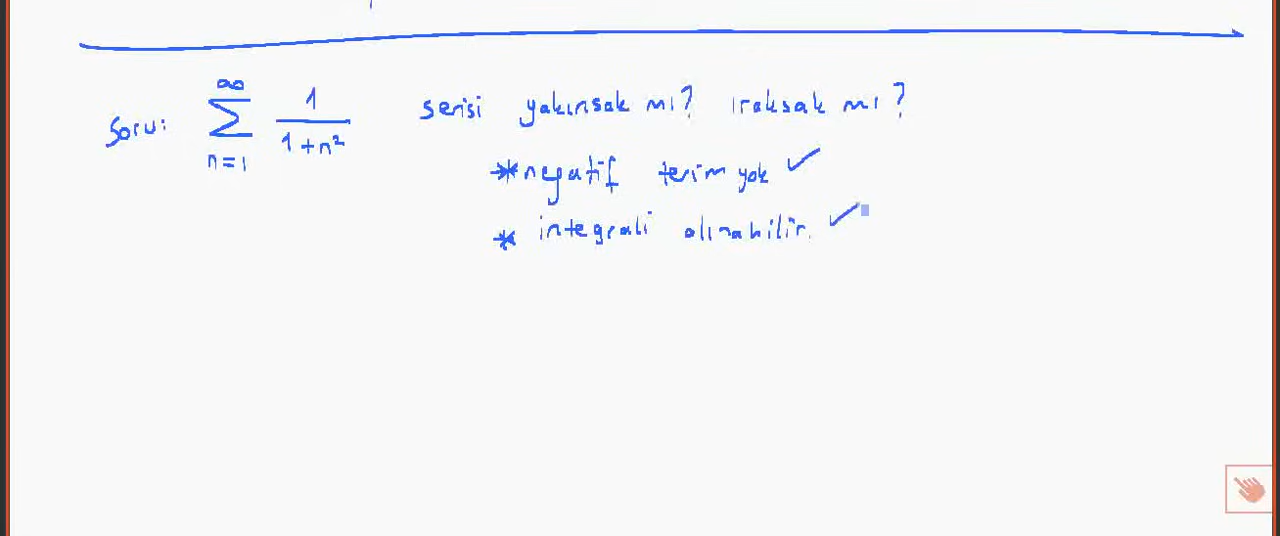 Soru: ∑_{n=1}^{∞} 1/(1+n²) serisi yakınsak mı? ıraksak mı?
* negatif terim yok ✓
* integrali alınabilir. ✓